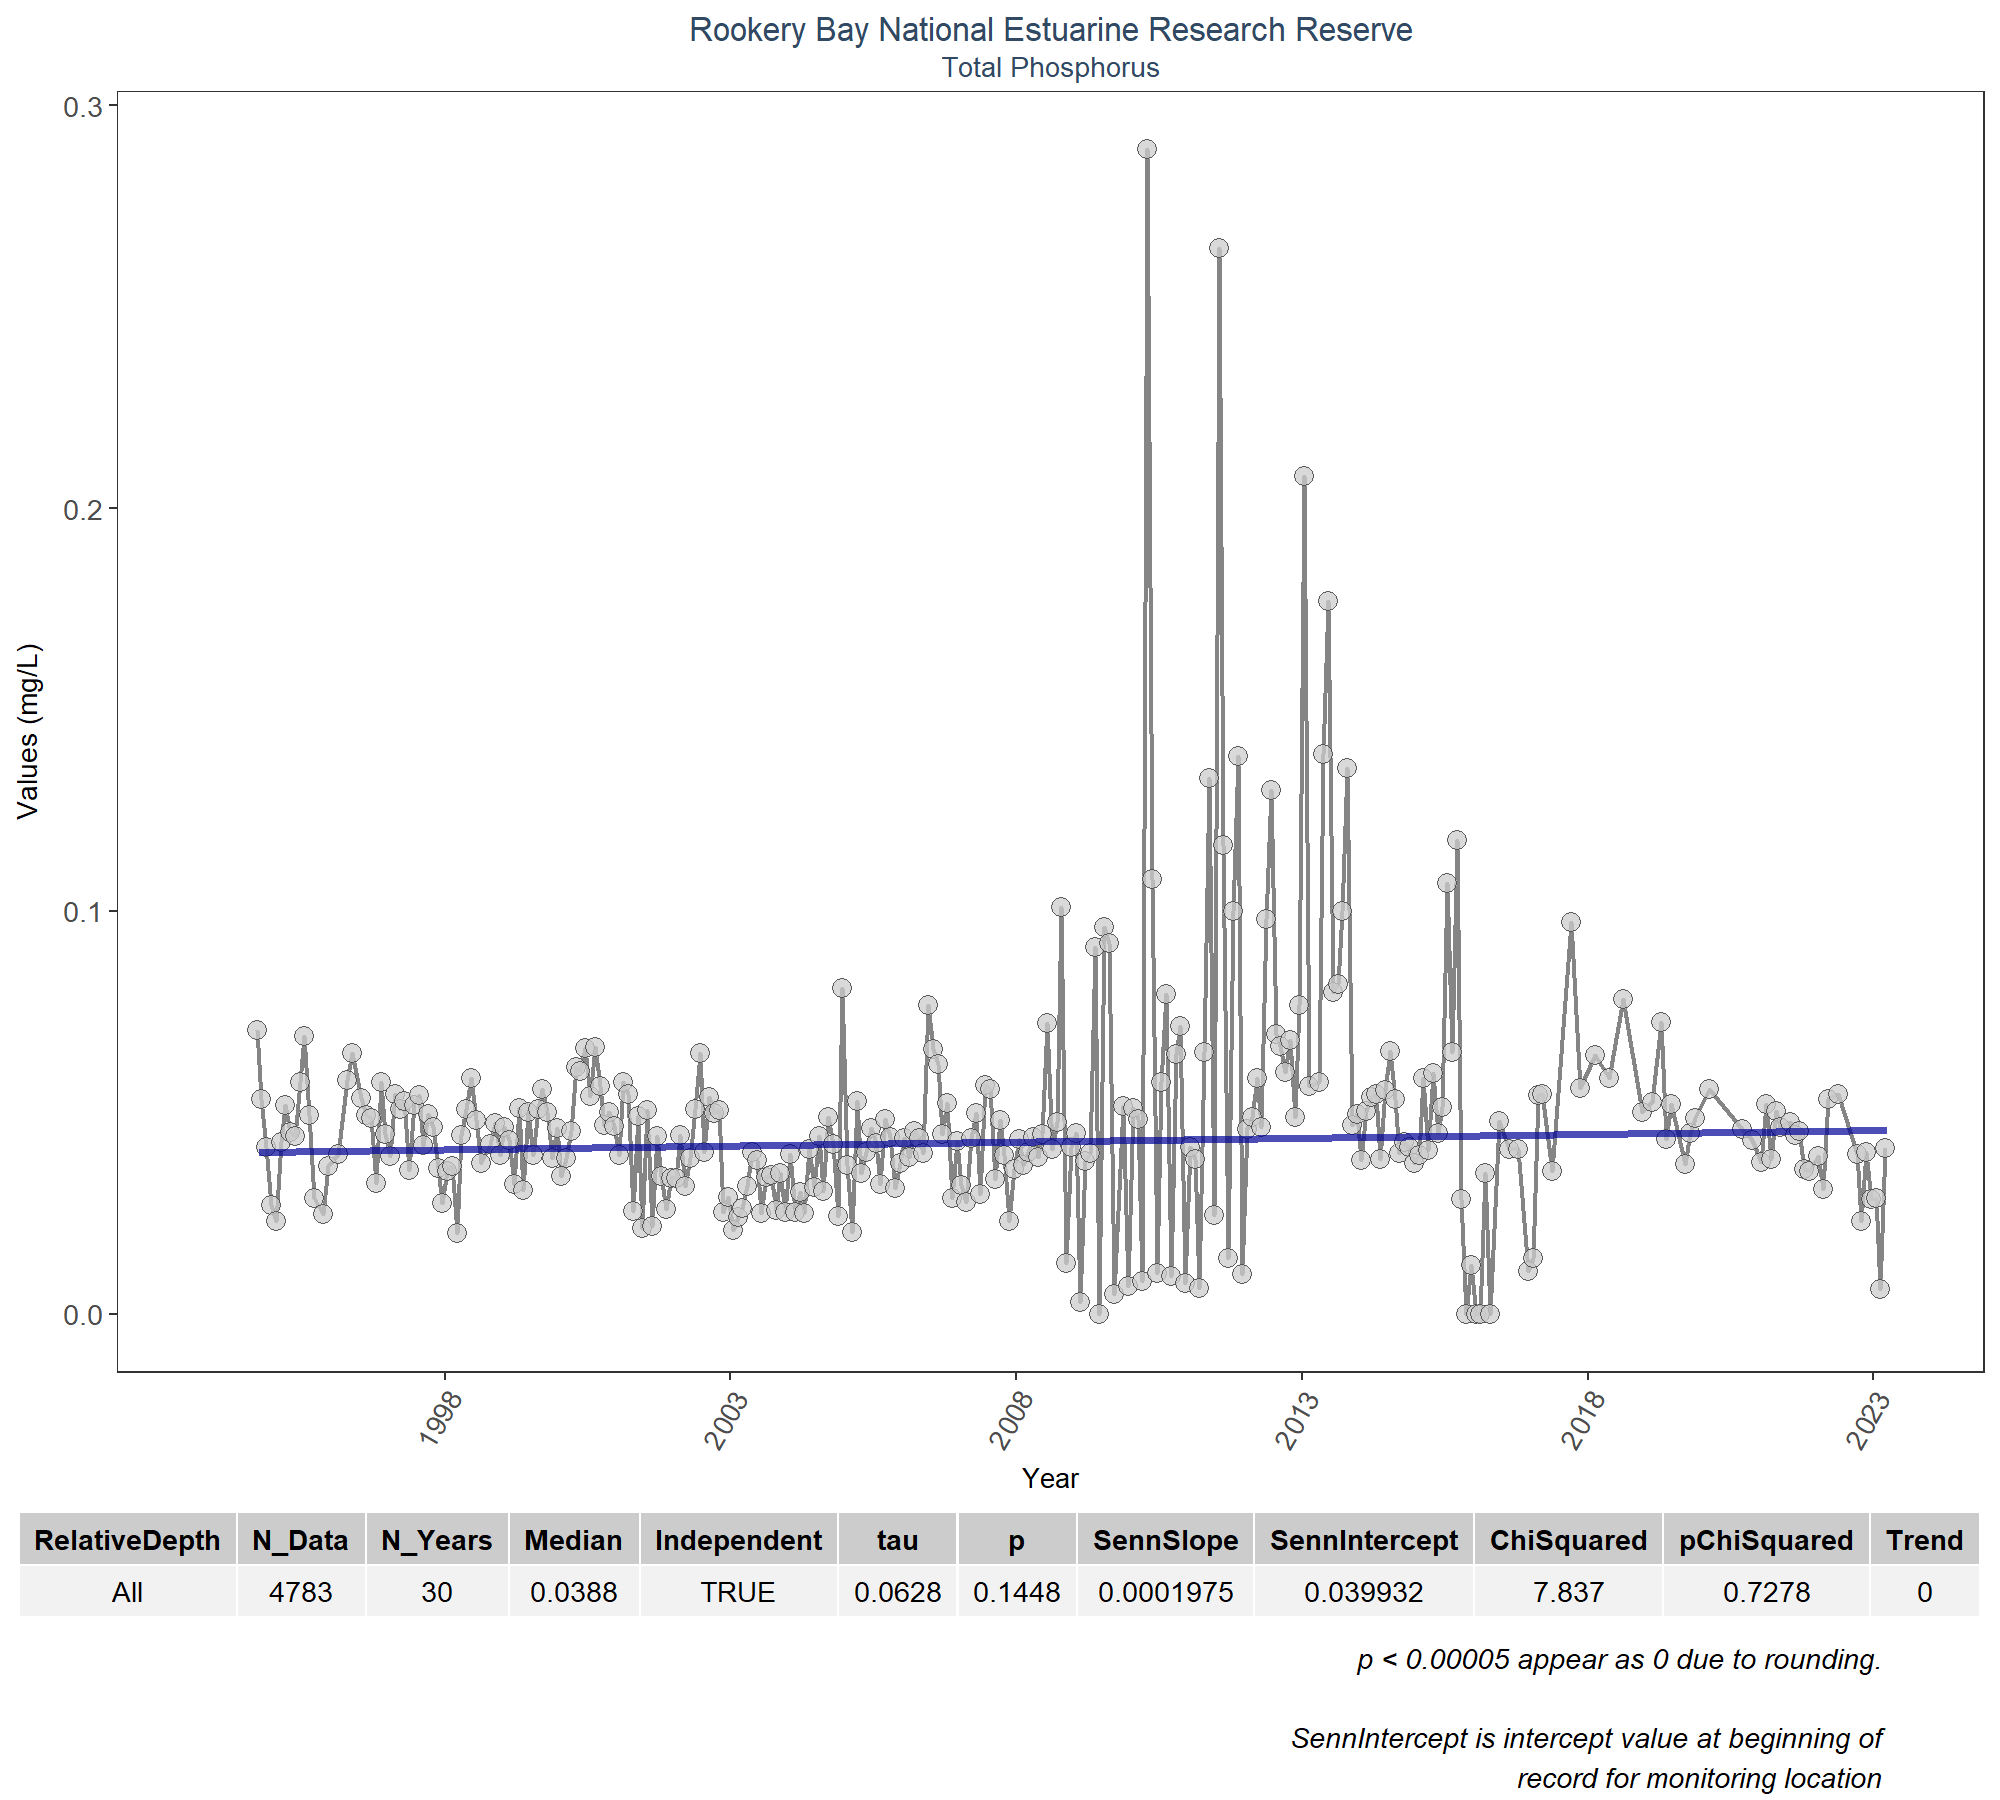 Rookery Bay National Estuarine Research Reserve
Total Phosphorus
0.3
0.2
0.1
0.0
Values (mg/L)
1998
2003
2008
2013
2018
2023
Year
RelativeDepth N_Data N_Years Median Independent tau p SennSlope SennIntercept ChiSquared pChiSquared Trend
All 4783 30 0.0388 TRUE 0.0628 0.1448 0.0001975 0.039932 7.837 0.7278 0
p < 0.00005 appear as 0 due to rounding.
SennIntercept is intercept value at beginning of
record for monitoring location